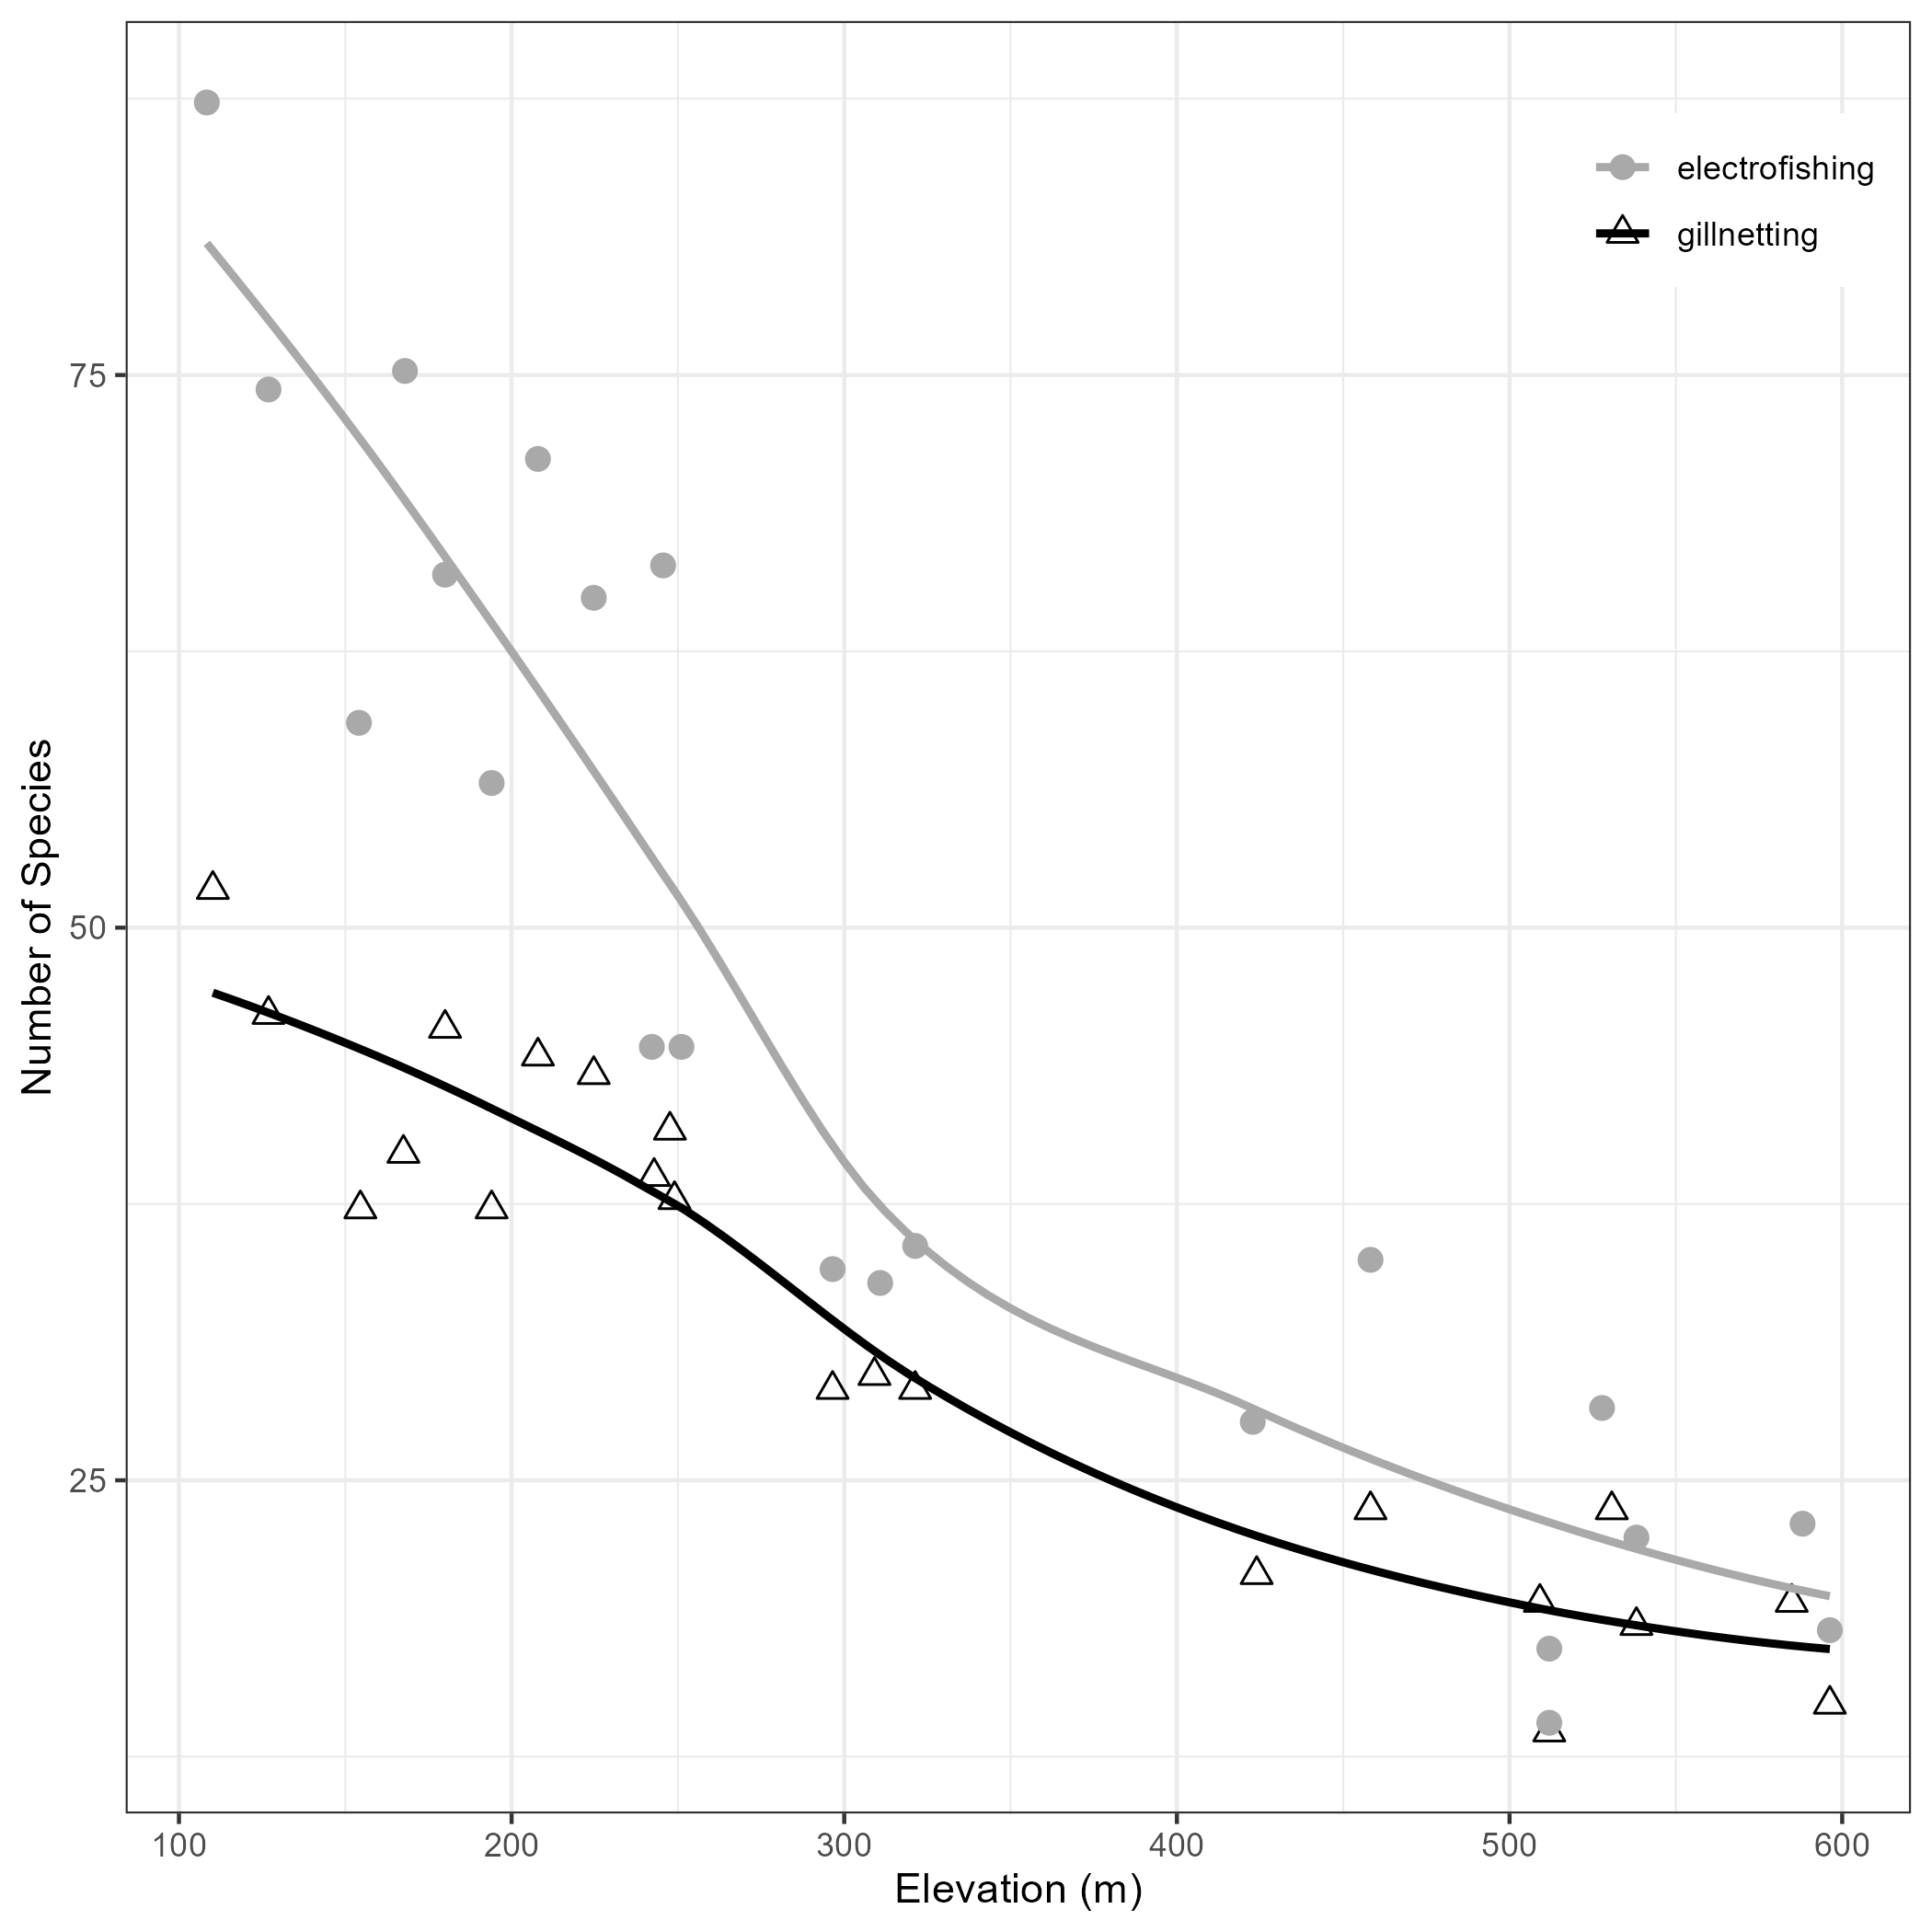 electrofishing
gillnetting
75
50
25
Number of Species
100 200 300 400 500 600
Elevation (m)